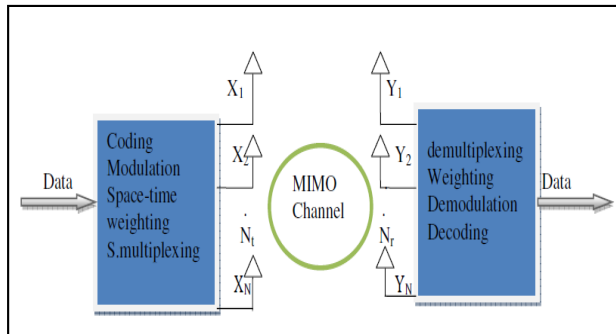 Data
Coding
Modulation
Space-time
weighting
S.multiplexing
X1
X2
.
Nt
XN
MIMO
Channel
Y1
Y2
.
Nr
YN
demultiplexing
Weighting
Demodulation
Decoding
Data